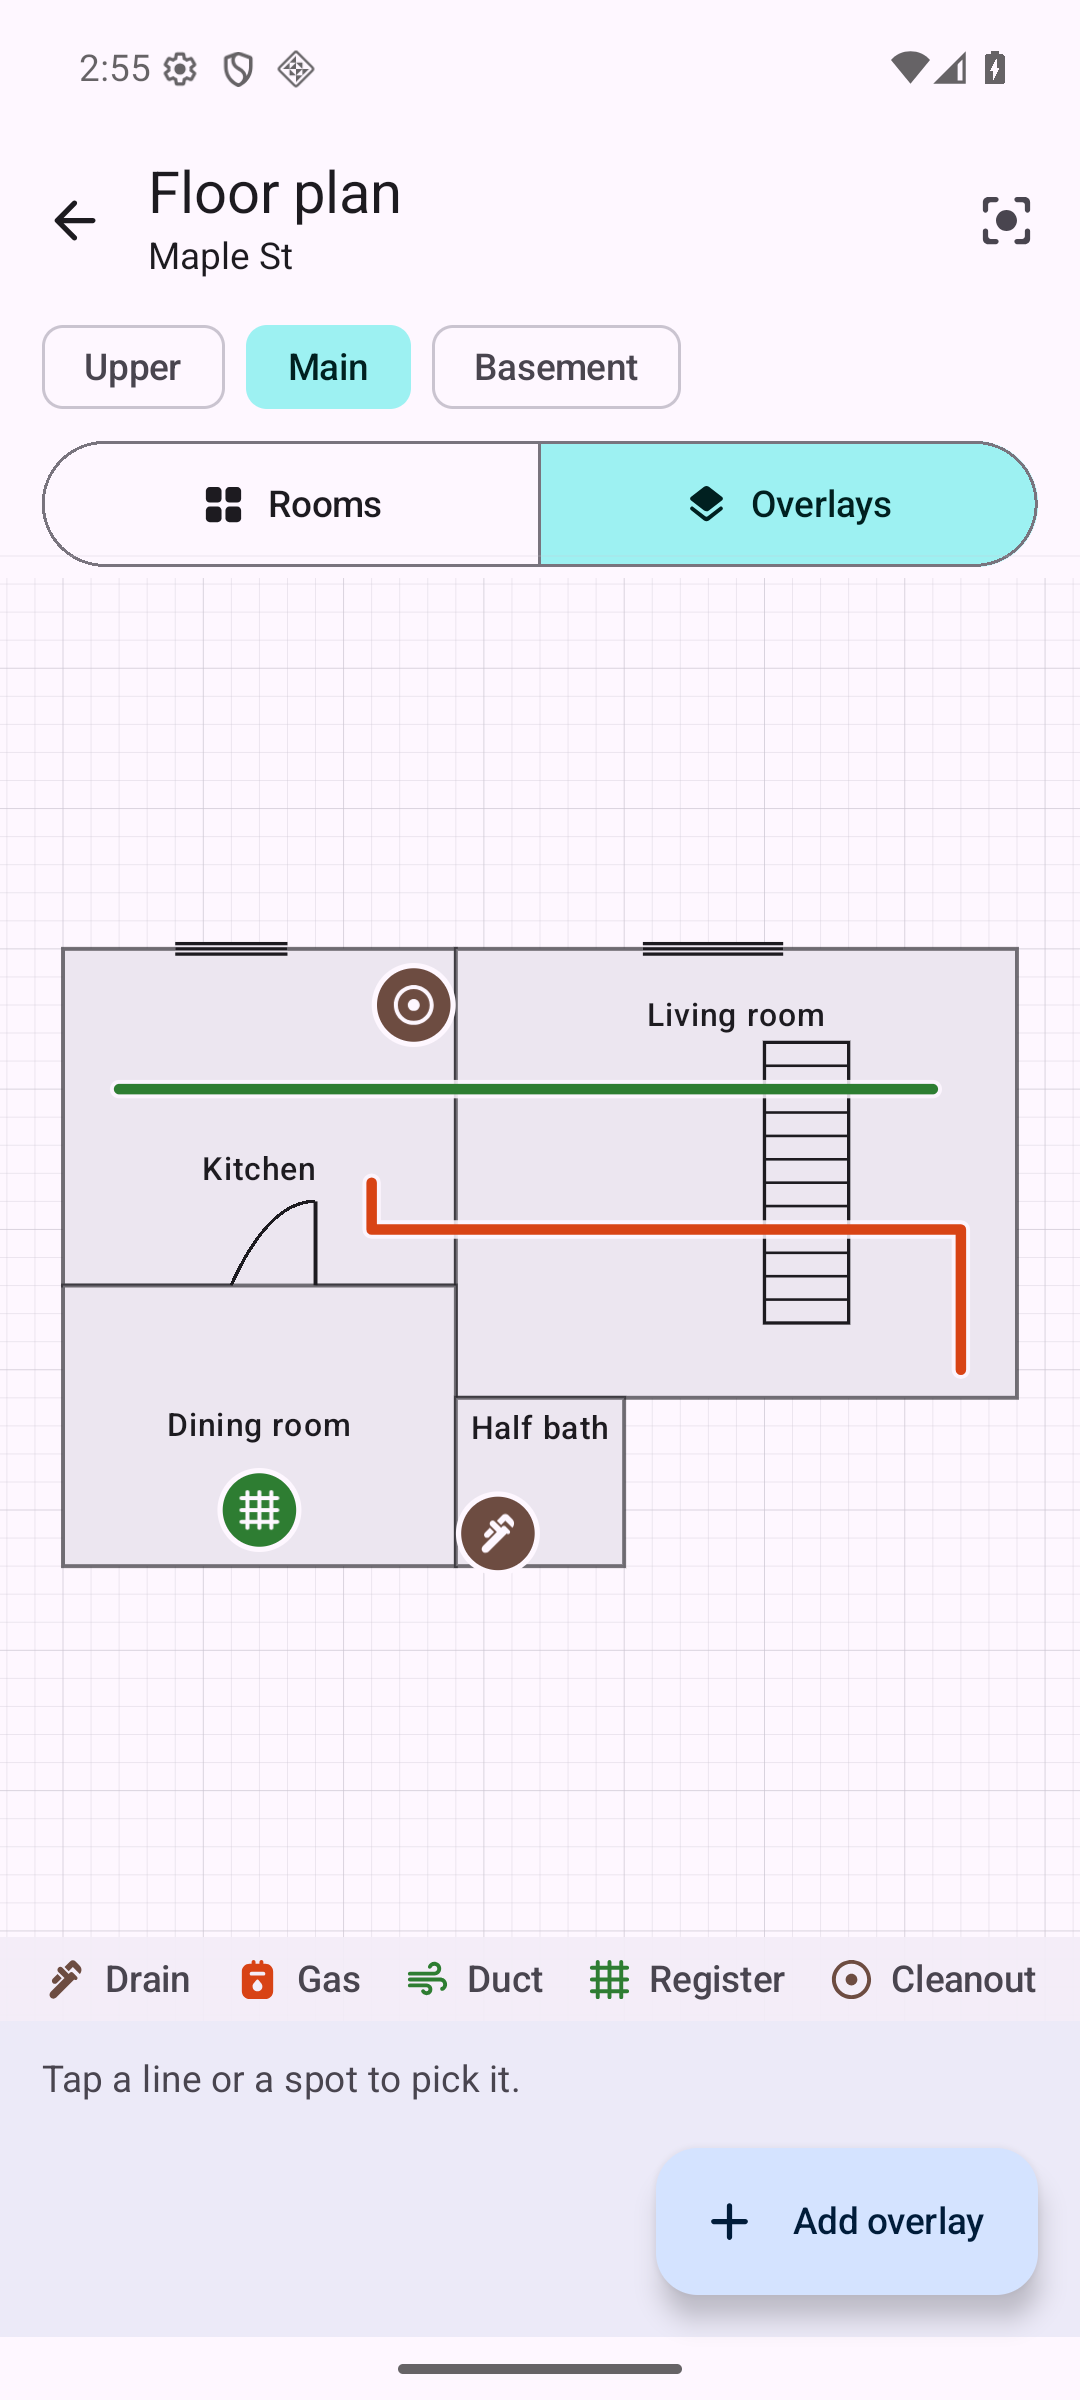 2:55
Floor plan
Maple St
Upper
Main
Basement
Rooms
Overlays
Living room
Kitchen
Dining room
Half bath
Drain
Gas
Duct
Register
Cleanout
Tap a line or a spot to pick it.
Add overlay